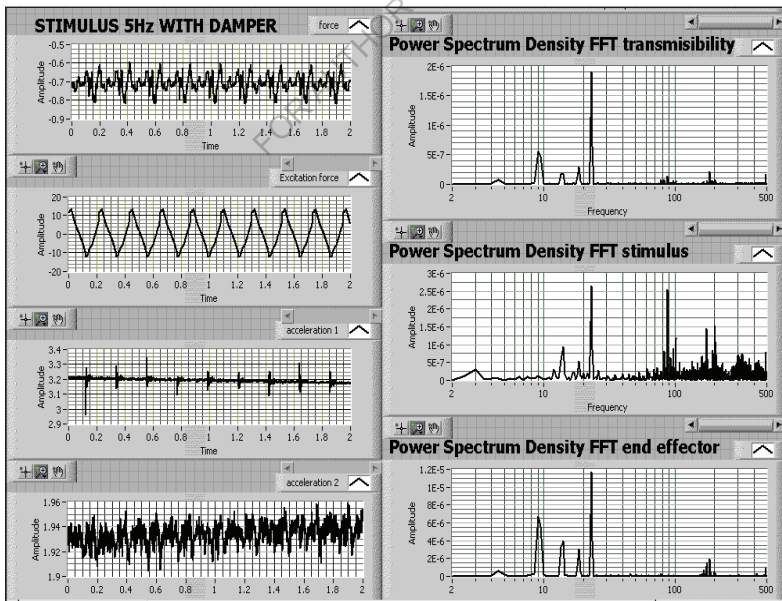 STIMULUS 5Hz WITH DAMPER
force
Amplitude
-0.5
-0.6
-0.7
-0.8
-0.9
0 0.2 0.4 0.6 0.8 1 1.2 1.4 1.6 1.8 2
Time
Excitation force
Amplitude
20
10
0
-10
-20
0 0.2 0.4 0.6 0.8 1 1.2 1.4 1.6 1.8 2
Time
acceleration 1
Amplitude
3.4
3.3
3.2
3.1
3
2.9
0 0.2 0.4 0.6 0.8 1 1.2 1.4 1.6 1.8 2
Time
acceleration 2
Amplitude
1.96
1.94
1.92
1.9
0 0.2 0.4 0.6 0.8 1 1.2 1.4 1.6 1.8 2
Power Spectrum Density FFT transmisibility
Amplitude
2E-6
1.5E-6
1E-6
5E-7
0
2 10 100 500
Frequency
Power Spectrum Density FFT stimulus
Amplitude
3E-6
2.5E-6
2E-6
1.5E-6
1E-6
5E-7
0
2 10 100 500
Frequency
Power Spectrum Density FFT end effector
Amplitude
1.2E-5
1E-5
8E-6
6E-6
4E-6
2E-6
0
2 10 100 500